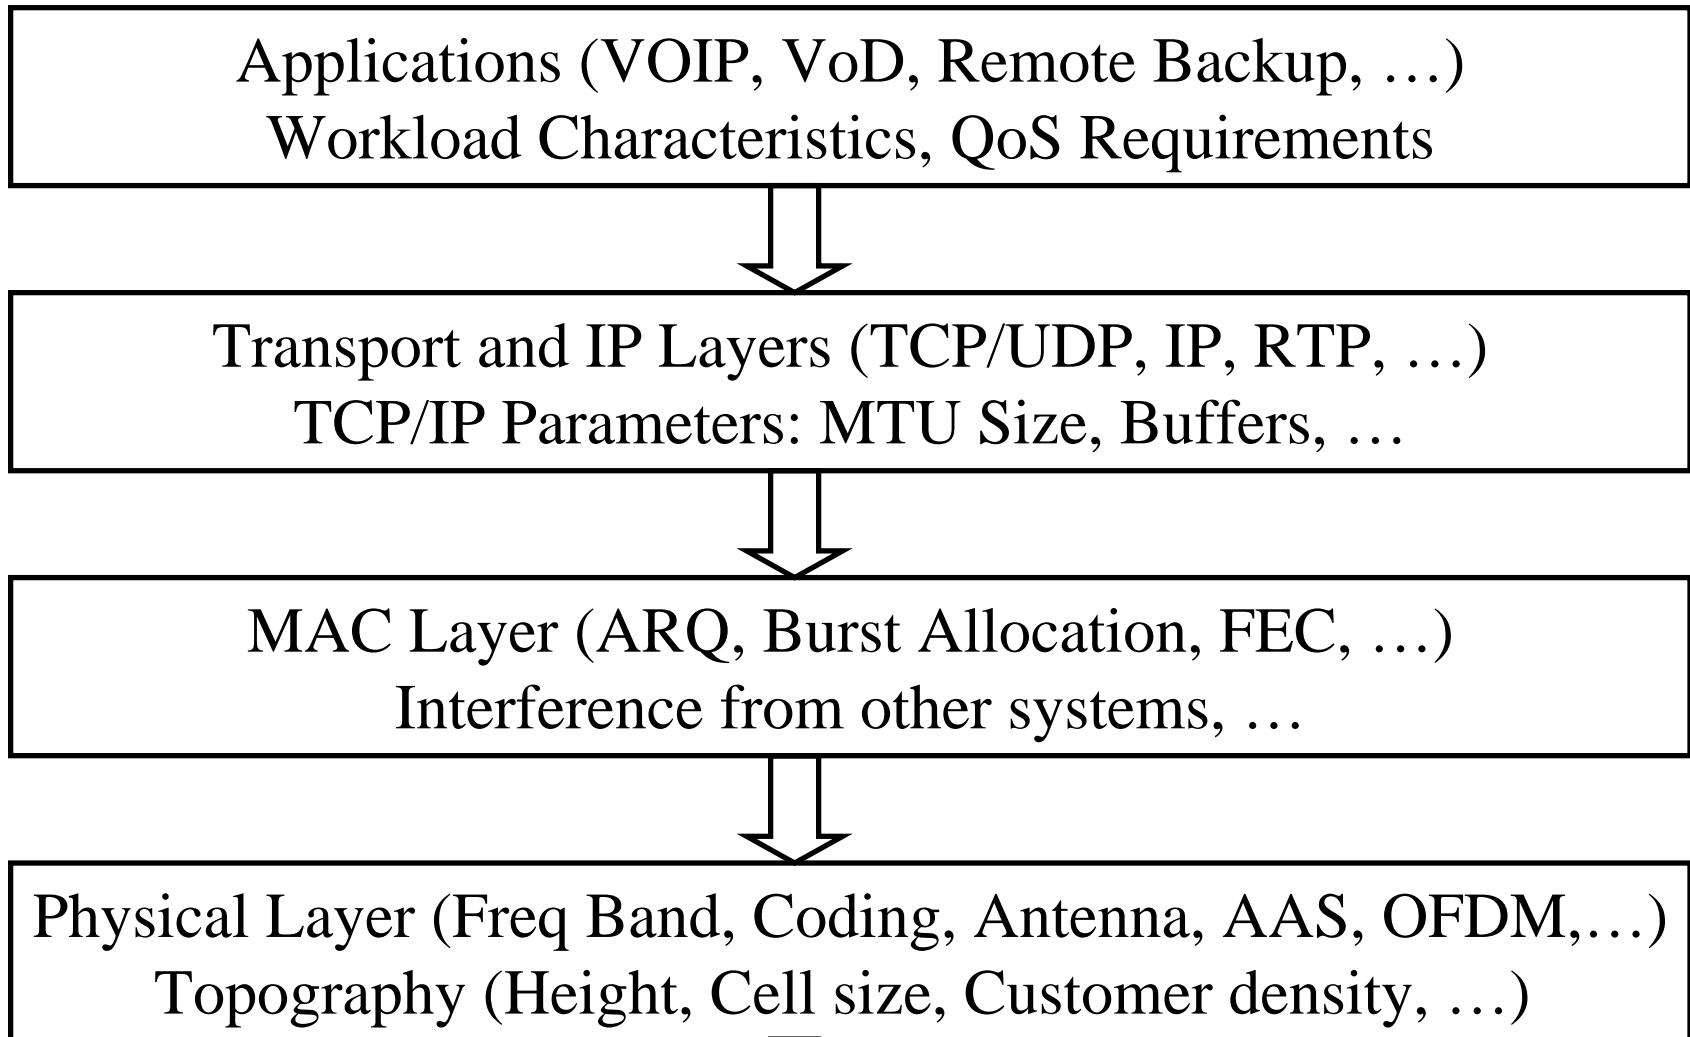 Applications (VOIP, VoD, Remote Backup, …)
Workload Characteristics, QoS Requirements
Transport and IP Layers (TCP/UDP, IP, RTP, …)
TCP/IP Parameters: MTU Size, Buffers, …
MAC Layer (ARQ, Burst Allocation, FEC, …)
Interference from other systems, …
Physical Layer (Freq Band, Coding, Antenna, AAS, OFDM,…)
Topography (Height, Cell size, Customer density, …)